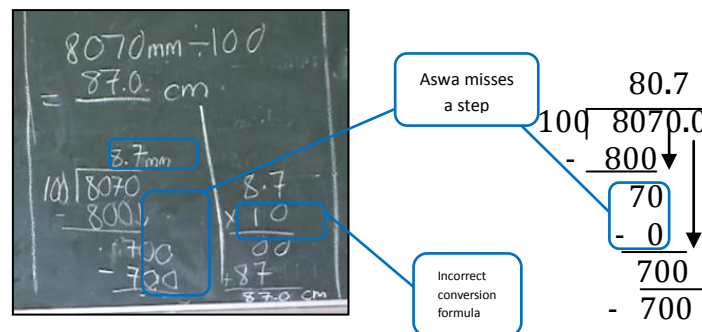 8070mm ÷ 100
= 87.0 cm
8.7mm
100 8070
- 800
700
- 700
8.7
× 10
00
+ 87
87.0 cm
Aswa misses
a step
Incorrect
conversion
formula
80.7
100 8070.0
- 800
70
- 0
700
- 700